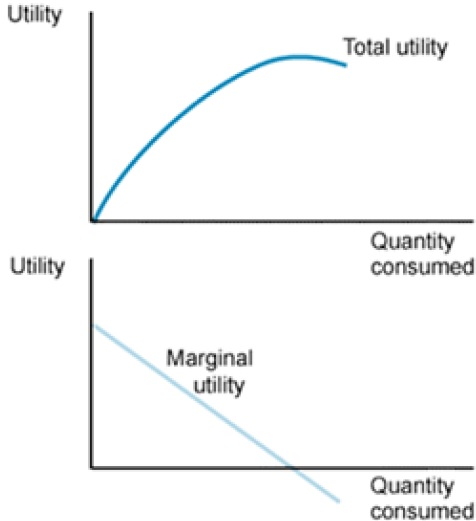 Utility
Total utility
Quantity
consumed
Utility
Marginal
utility
Quantity
consumed